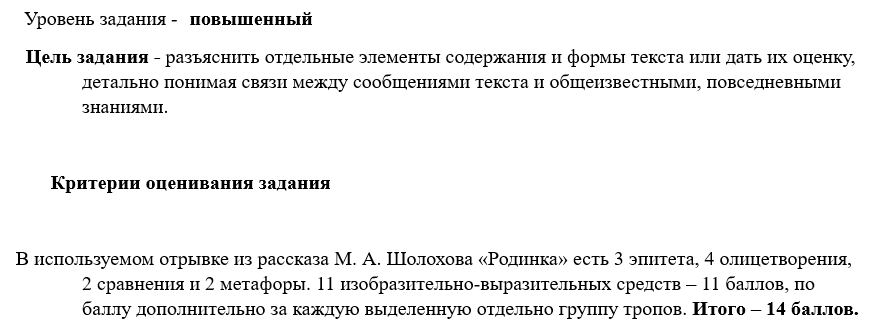 Уровень задания - повышенный
Цель задания - разъяснить отдельные элементы содержания и формы текста или дать их оценку,
детально понимая связи между сообщениями текста и общеизвестными, повседневными
знаниями.
Критерии оценивания задания
В используемом отрывке из рассказа М. А. Шолохова «Родинка» есть 3 эпитета, 4 олицетворения,
2 сравнения и 2 метафоры. 11 изобразительно-выразительных средств – 11 баллов, по
баллу дополнительно за каждую выделенную отдельно группу тропов. Итого – 14 баллов.